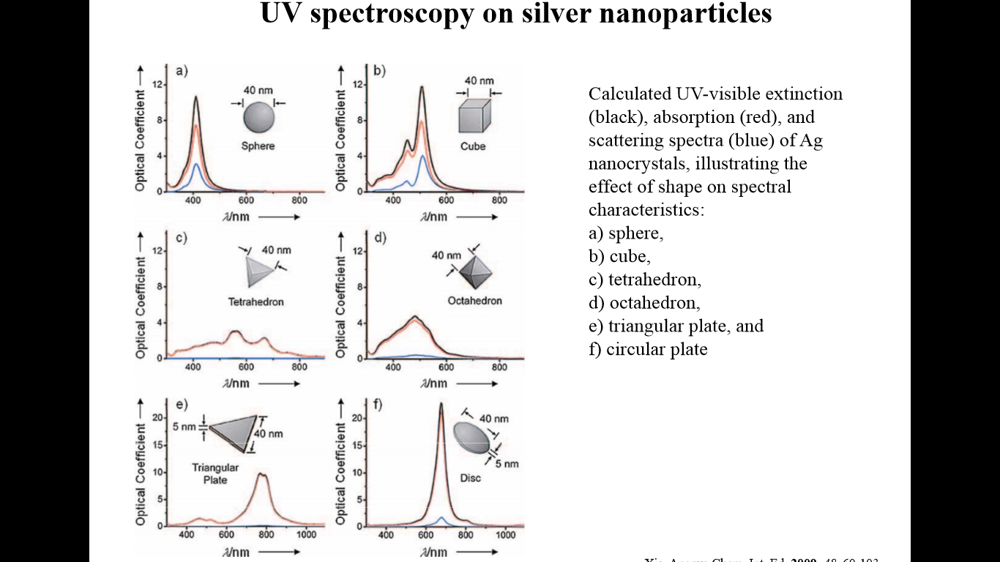 UV spectroscopy on silver nanoparticles
a)
40 nm
Sphere
Optical Coefficient
12
8
4
0
400 600 800
λ/nm
b)
40 nm
Cube
Optical Coefficient
12
8
4
0
400 600 800
λ/nm
c)
40 nm
Tetrahedron
Optical Coefficient
12
8
4
0
400 600 800
λ/nm
d)
40 nm
Octahedron
Optical Coefficient
12
8
4
0
400 600 800
λ/nm
e)
5 nm
40 nm
Triangular
Plate
Optical Coefficient
20
15
10
5
0
400 600 800 1000
λ/nm
f)
40 nm
5 nm
Disc
Optical Coefficient
20
15
10
5
0
400 600 800 1000
λ/nm
Calculated UV-visible extinction
(black), absorption (red), and
scattering spectra (blue) of Ag
nanocrystals, illustrating the
effect of shape on spectral
characteristics:
a) sphere,
b) cube,
c) tetrahedron,
d) octahedron,
e) triangular plate, and
f) circular plate